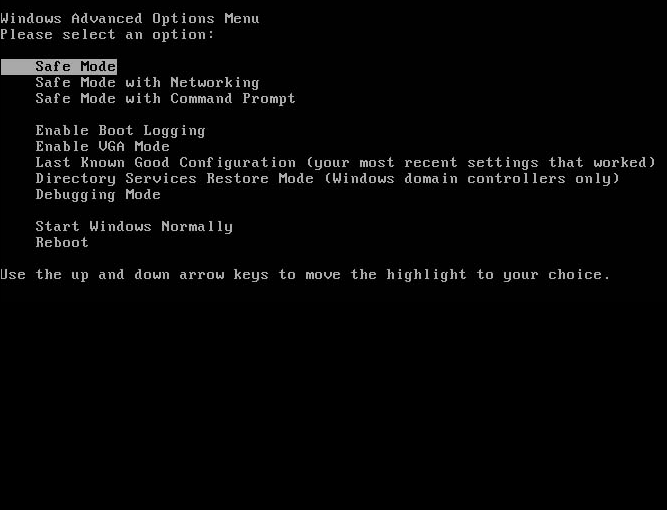 Windows Advanced Options Menu
Please select an option:
Safe Mode
Safe Mode with Networking
Safe Mode with Command Prompt
Enable Boot Logging
Enable VGA Mode
Last Known Good Configuration (your most recent settings that worked)
Directory Services Restore Mode (Windows domain controllers only)
Debugging Mode
Start Windows Normally
Reboot
Use the up and down arrow keys to move the highlight to your choice.